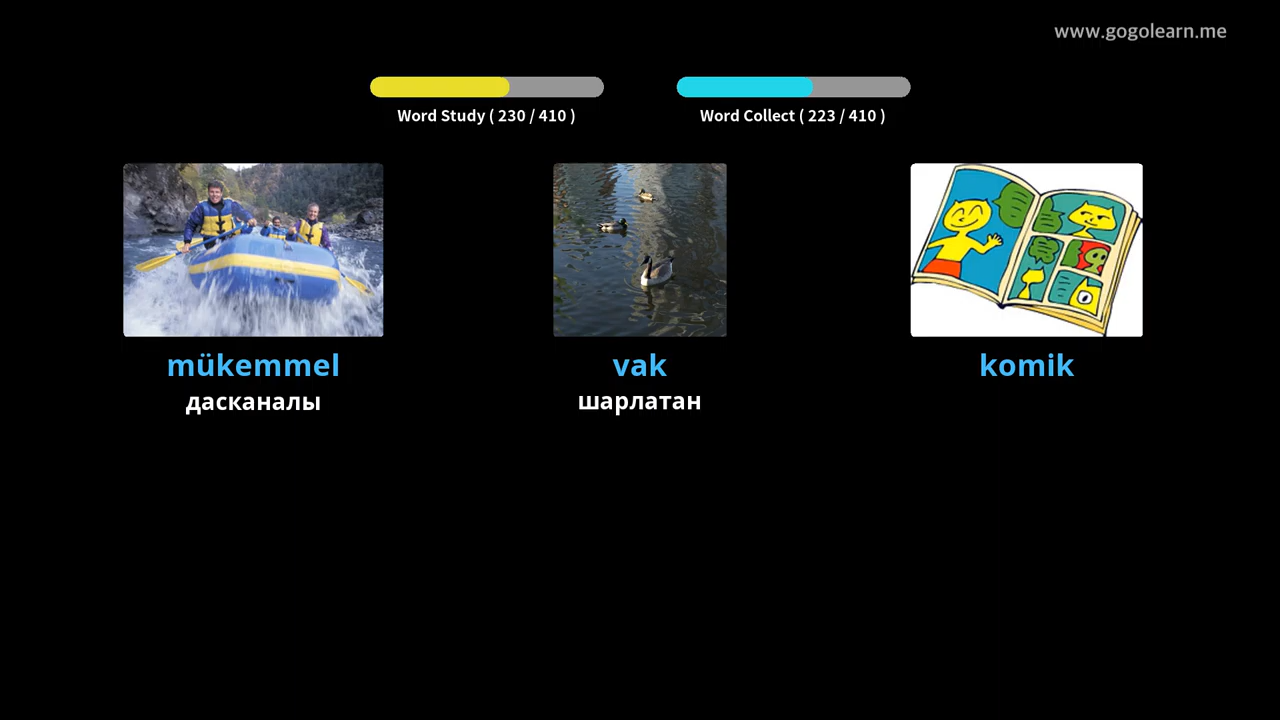 www.gogolearn.me
Word Study ( 230 / 410 )
Word Collect ( 223 / 410 )
mükemmel
дасканалы
vak
шарлатан
komik